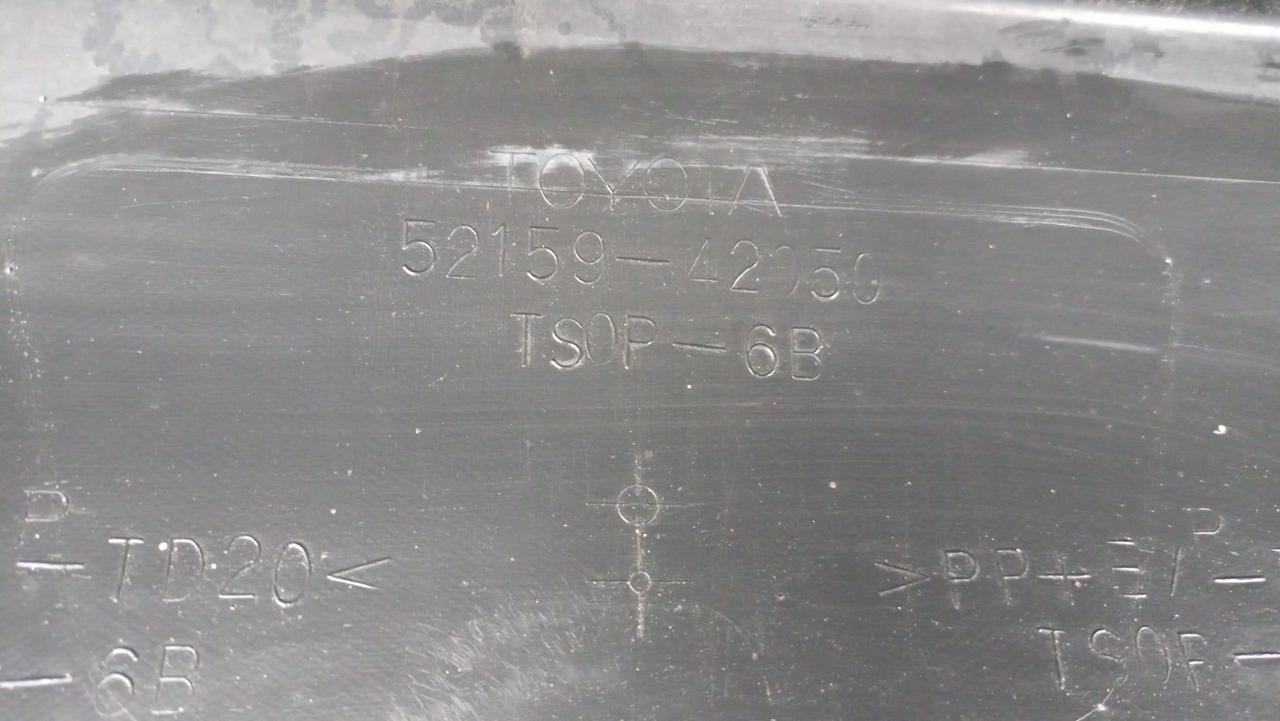 TOYOTA
52159-42050
TSOP-6B
P
-TD20<
-6B
>PP+E/P-
TSOP-